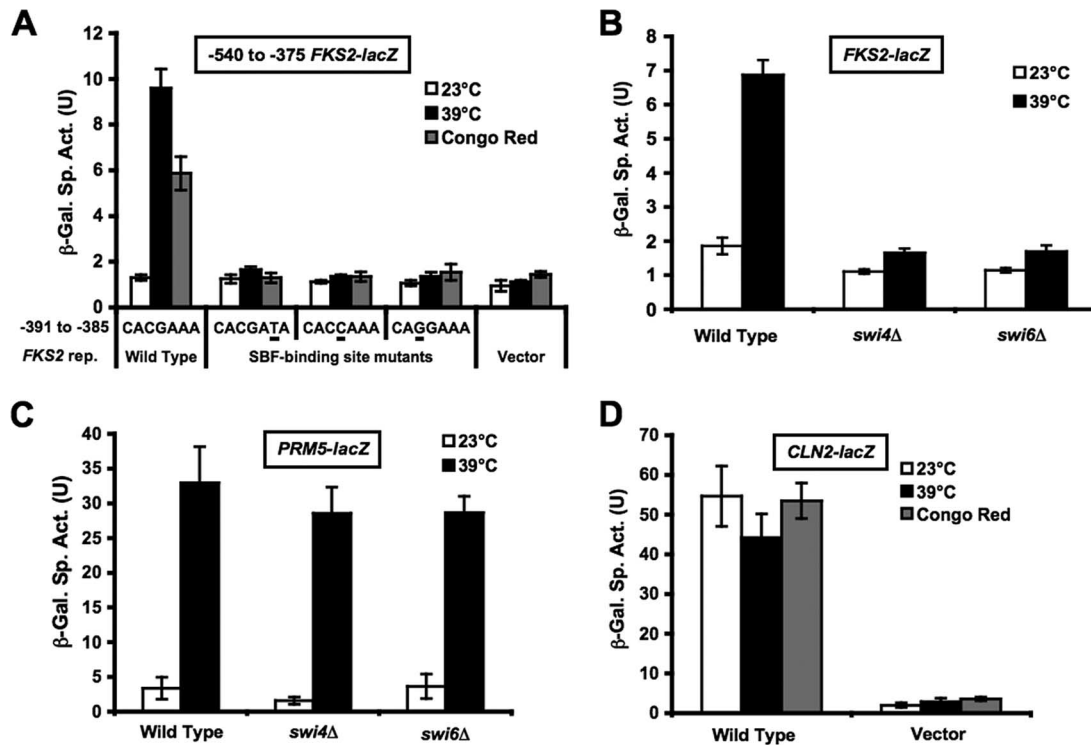 A
-540 to -375 FKS2-lacZ
β-Gal. Sp. Act. (U)
12
10
8
6
4
2
0
23°C
39°C
Congo Red
-391 to -385
CACGAAA
CACGATA
CACCAAA
CAGGAAA
FKS2 rep.
Wild Type
SBF-binding site mutants
Vector
B
FKS2-lacZ
β-Gal. Sp. Act. (U)
8
7
6
5
4
3
2
1
0
23°C
39°C
Wild Type
swi4Δ
swi6Δ
C
PRM5-lacZ
β-Gal. Sp. Act. (U)
40
35
30
25
20
15
10
5
0
23°C
39°C
Wild Type
swi4Δ
swi6Δ
D
CLN2-lacZ
β-Gal. Sp. Act. (U)
70
60
50
40
30
20
10
0
23°C
39°C
Congo Red
Wild Type
Vector